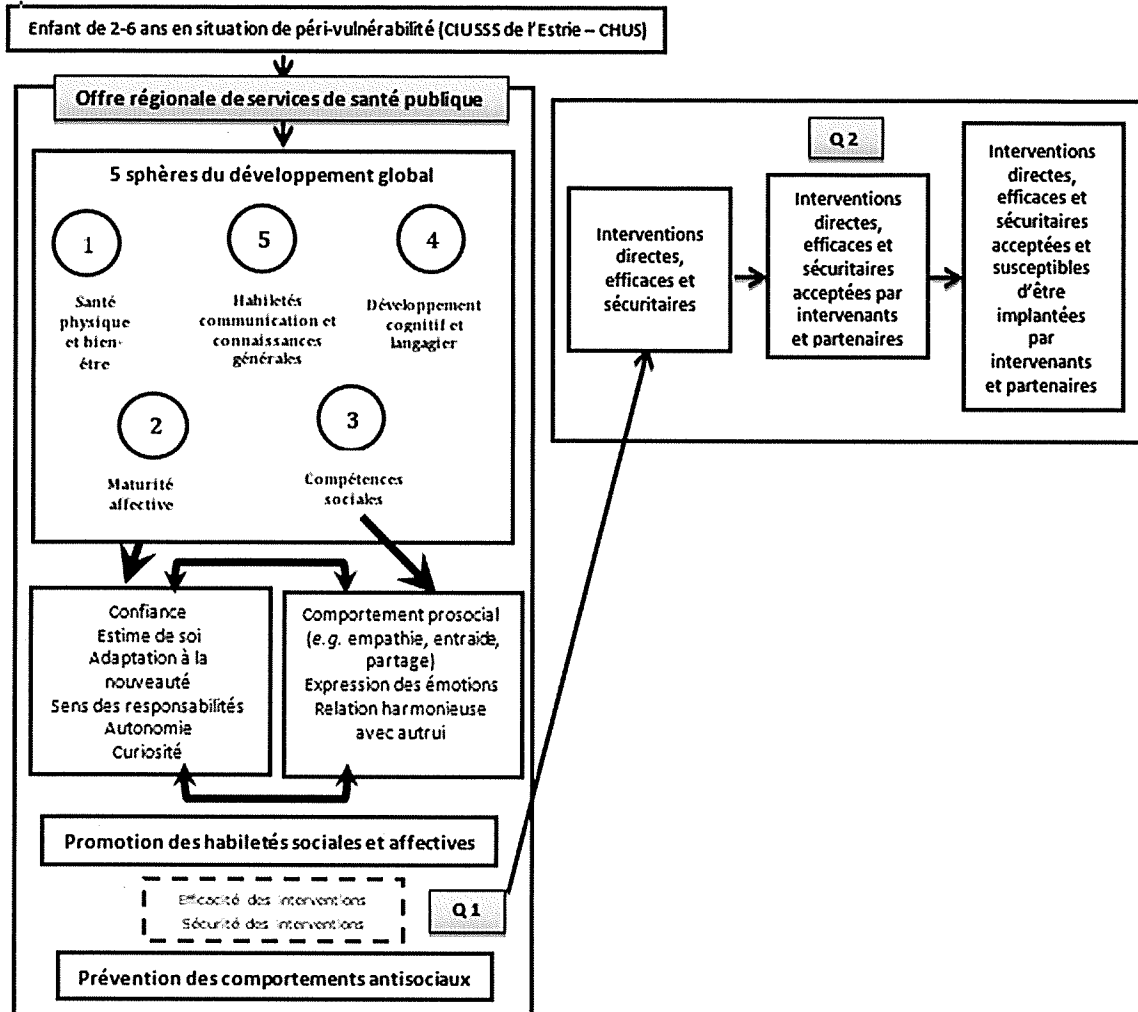 Enfant de 2-6 ans en situation de péri-vulnérabilité (CIUSSS de l'Estrie – CHUS)
Offre régionale de services de santé publique
5 sphères du développement global
1
5
4
Santé
physique
et bien-
être
Habiletés
communication et
connaissances
générales
Développement
cognitif et
langagier
2
3
Maturité
affective
Compétences
sociales
Confiance
Estime de soi
Adaptation à la
nouveauté
Sens des responsabilités
Autonomie
Curiosité
Comportement prosocial
(e.g. empathie, entraide,
partage)
Expression des émotions
Relation harmonieuse
avec autrui
Promotion des habiletés sociales et affectives
Efficacité des interventions
Sécurité des interventions
Q 1
Prévention des comportements antisociaux
Q 2
Interventions
directes,
efficaces et
sécuritaires
Interventions
directes,
efficaces et
sécuritaires
acceptées par
intervenants
et partenaires
Interventions
directes,
efficaces et
sécuritaires
acceptées et
susceptibles
d'être
implantées
par
intervenants
et partenaires